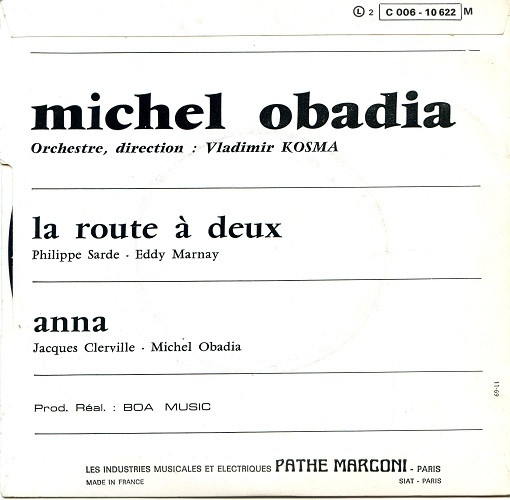 Ⓛ 2 C 006 - 10 622 M
michel obadia
Orchestre, direction : Vladimir KOSMA
la route à deux
Philippe Sarde - Eddy Marnay
anna
Jacques Clerville - Michel Obadia
11-69
Prod. Réal. : BOA MUSIC
LES INDUSTRIES MUSICALES ET ELECTRIQUES PATHE MARCONI - PARIS
MADE IN FRANCE SIAT - PARIS